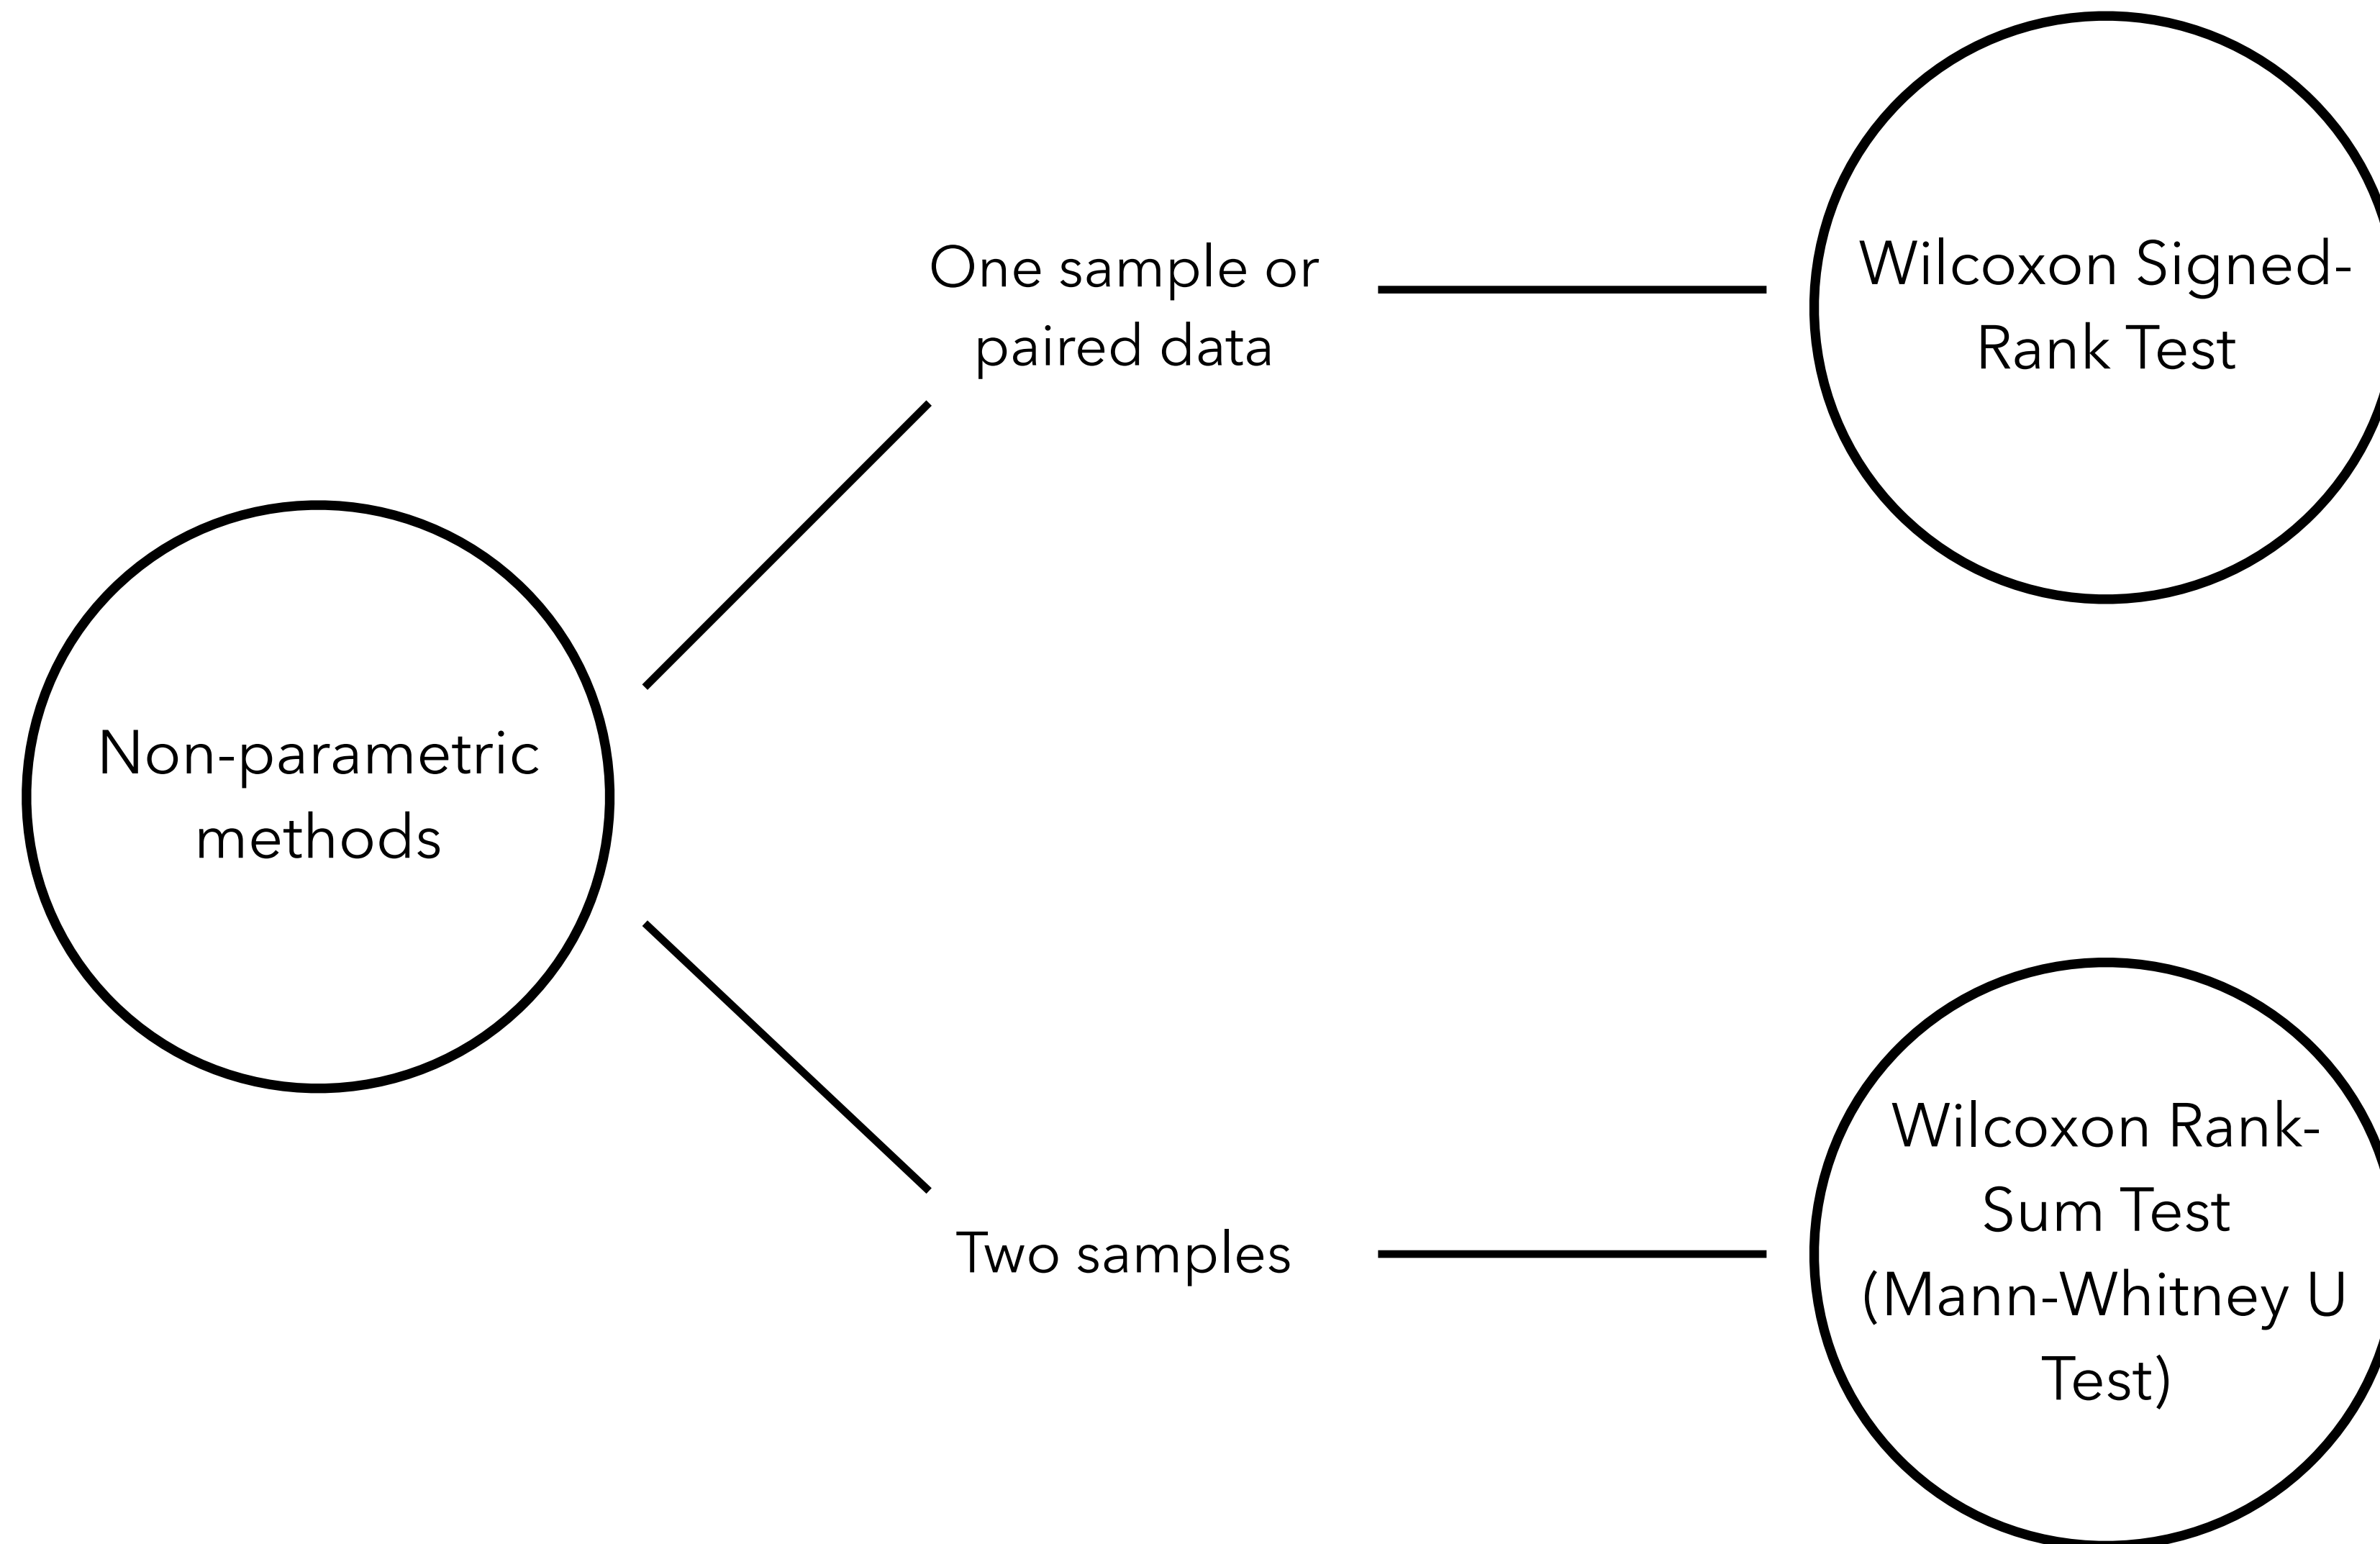 One sample or
paired data
Wilcoxon Signed-
Rank Test
Non-parametric
methods
Two samples
Wilcoxon Rank-
Sum Test
(Mann-Whitney U
Test)